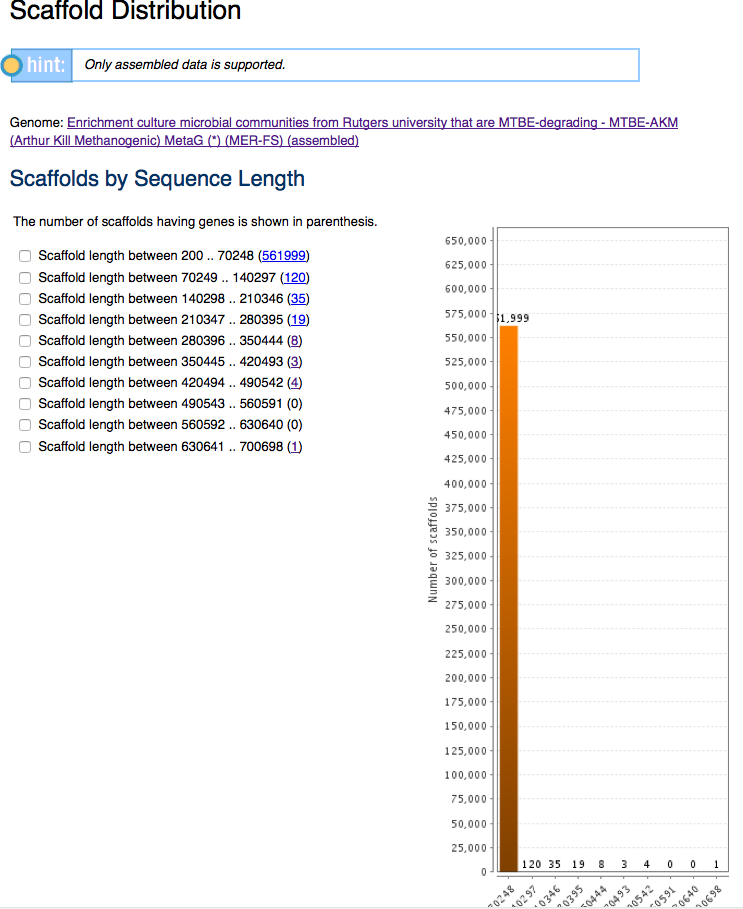 Scaffold Distribution
hint: Only assembled data is supported.
Genome: Enrichment culture microbial communities from Rutgers university that are MTBE-degrading - MTBE-AKM
(Arthur Kill Methanogenic) MetaG (*) (MER-FS) (assembled)
Scaffolds by Sequence Length
The number of scaffolds having genes is shown in parenthesis.
Scaffold length between 200 .. 70248 (561999)
Scaffold length between 70249 .. 140297 (120)
Scaffold length between 140298 .. 210346 (35)
Scaffold length between 210347 .. 280395 (19)
Scaffold length between 280396 .. 350444 (8)
Scaffold length between 350445 .. 420493 (3)
Scaffold length between 420494 .. 490542 (4)
Scaffold length between 490543 .. 560591 (0)
Scaffold length between 560592 .. 630640 (0)
Scaffold length between 630641 .. 700698 (1)
Number of scaffolds
650,000
625,000
600,000
575,000
550,000
525,000
500,000
475,000
450,000
425,000
400,000
375,000
350,000
325,000
300,000
275,000
250,000
225,000
200,000
175,000
150,000
125,000
100,000
75,000
50,000
25,000
0
120 35 19 8 3 4 0 0 1